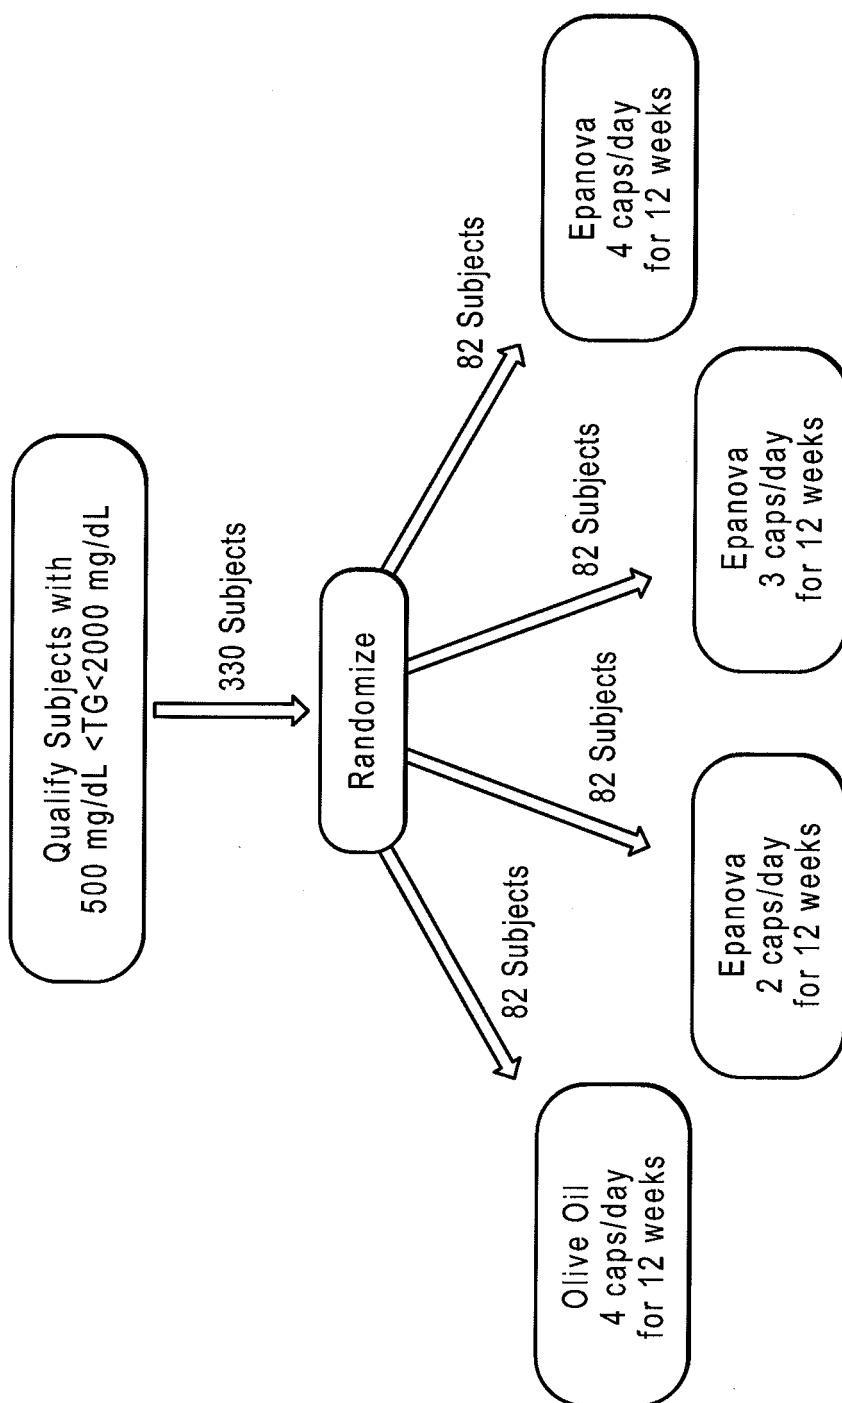 Qualify Subjects with
500 mg/dL <TG<2000 mg/dL
330 Subjects
Randomize
82 Subjects
82 Subjects
82 Subjects
82 Subjects
Olive Oil
4 caps/day
for 12 weeks
Epanova
2 caps/day
for 12 weeks
Epanova
3 caps/day
for 12 weeks
Epanova
4 caps/day
for 12 weeks